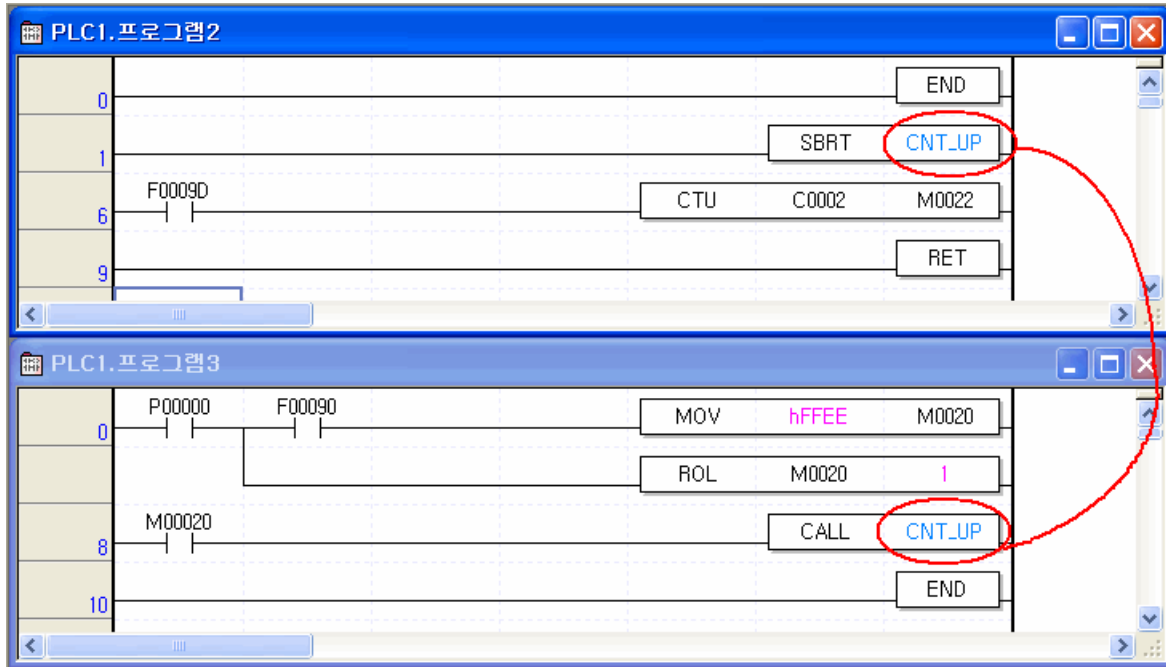 PLC1.프로그램2
END
0
SBRT CNT_UP
1
F0009D
CTU C0002 M0022
6
RET
9
PLC1.프로그램3
P00000 F00090
MOV hFFEE M0020
0
ROL M0020 1
M00020
CALL CNT_UP
8
END
10